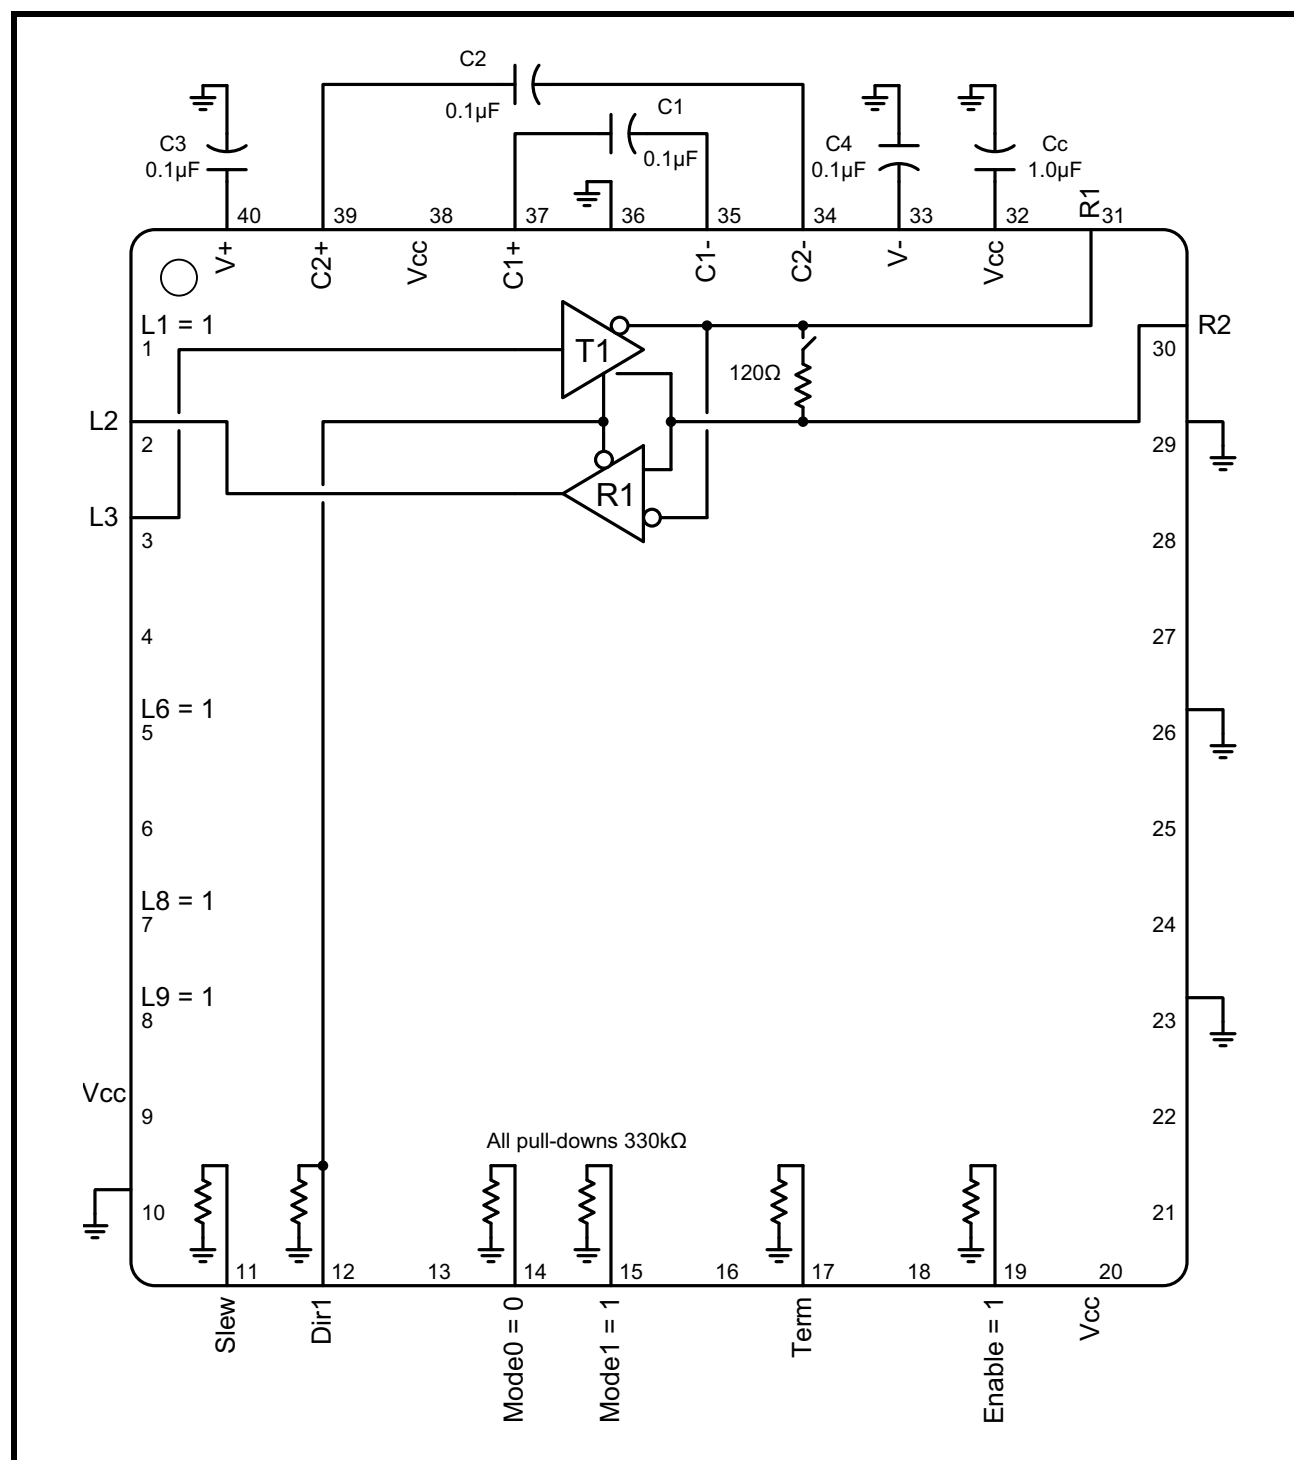 C2
0.1µF
C1
0.1µF
C3
0.1µF
C4
0.1µF
Cc
1.0µF
40
39
38
37
36
35
34
33
32
31
V+
C2+
Vcc
C1+
C1-
C2-
V-
Vcc
R1
L1 = 1
1
T1
120Ω
R2
30
L2
2
29
R1
L3
3
28
4
27
L6 = 1
5
26
6
25
L8 = 1
7
24
L9 = 1
8
23
Vcc
9
22
All pull-downs 330kΩ
10
21
11
12
13
14
15
16
17
18
19
20
Slew
Dir1
Mode0 = 0
Mode1 = 1
Term
Enable = 1
Vcc